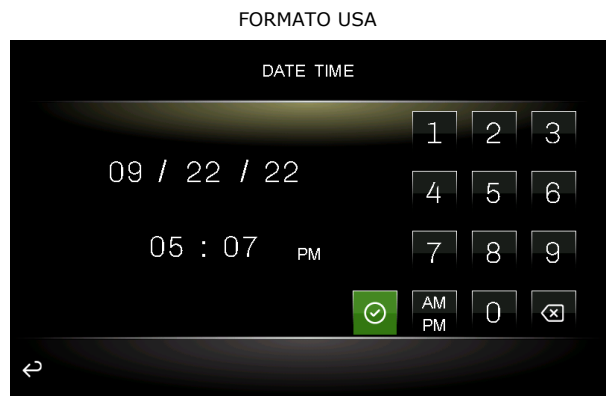 FORMATO USA
DATE TIME
09 / 22 / 22
05 : 07 PM
1 2 3
4 5 6
7 8 9
AM
PM
0